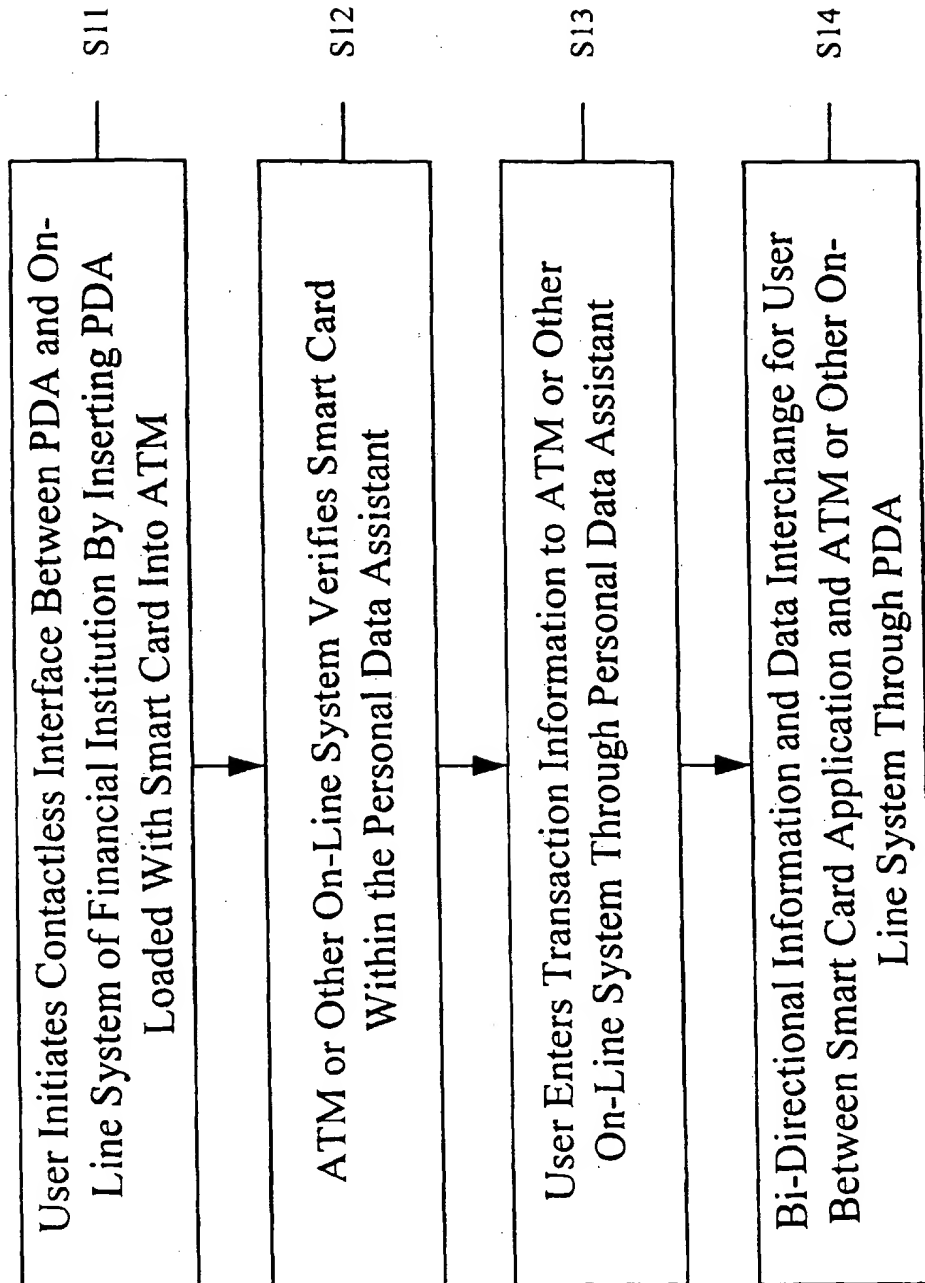 User Initiates Contactless Interface Between PDA and On-
Line System of Financial Institution By Inserting PDA
Loaded With Smart Card Into ATM
S11
ATM or Other On-Line System Verifies Smart Card
Within the Personal Data Assistant
S12
User Enters Transaction Information to ATM or Other
On-Line System Through Personal Data Assistant
S13
Bi-Directional Information and Data Interchange for User
Between Smart Card Application and ATM or Other On-
Line System Through PDA
S14